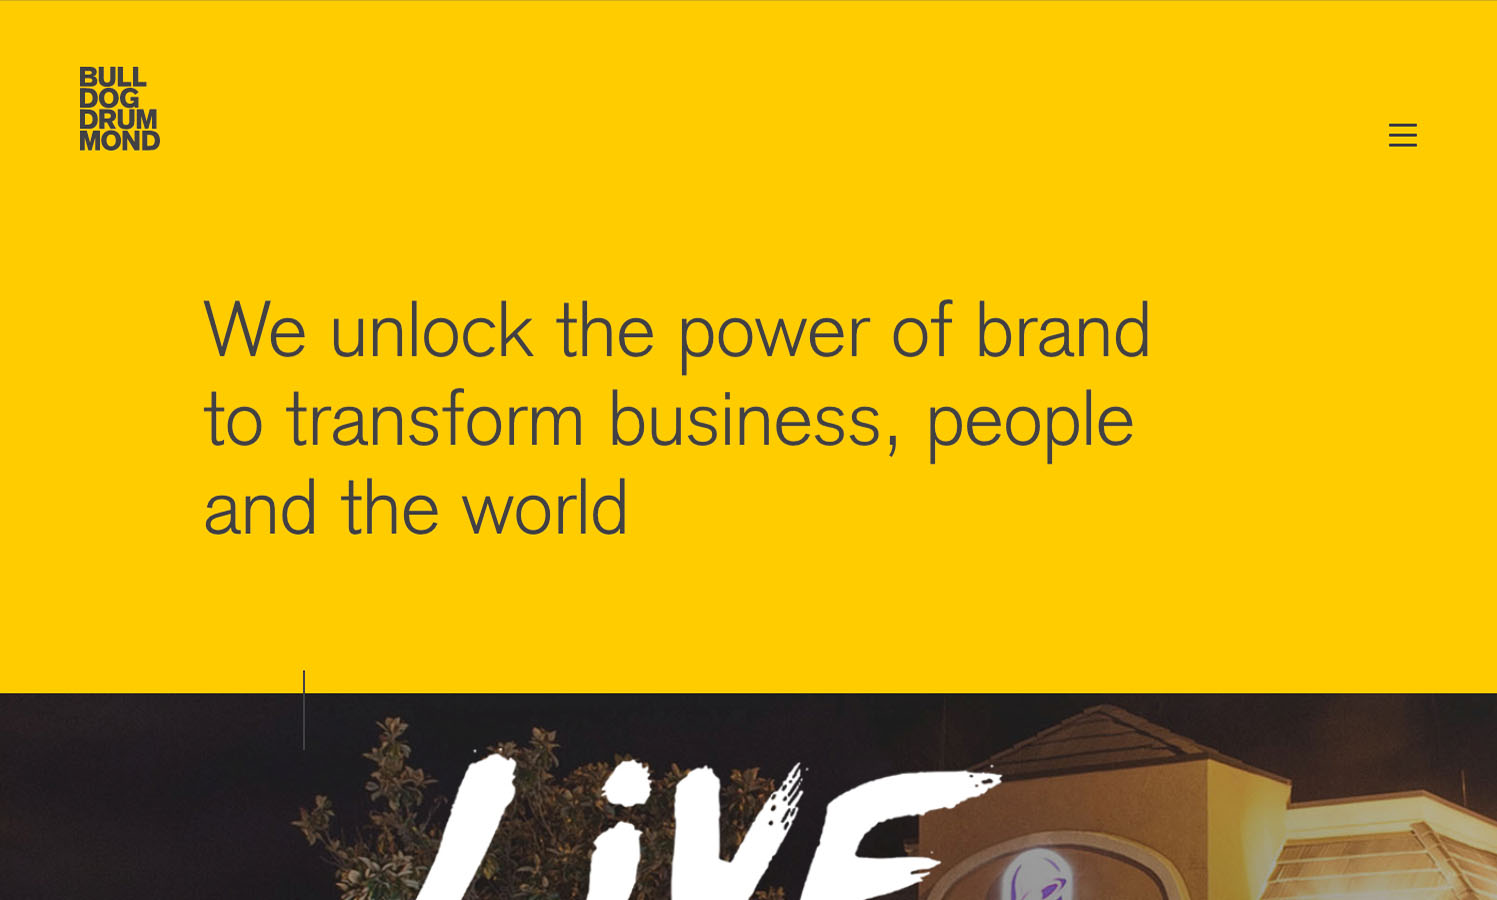 BULL
DOG
DRUM
MOND
We unlock the power of brand
to transform business, people
and the world
LiVE